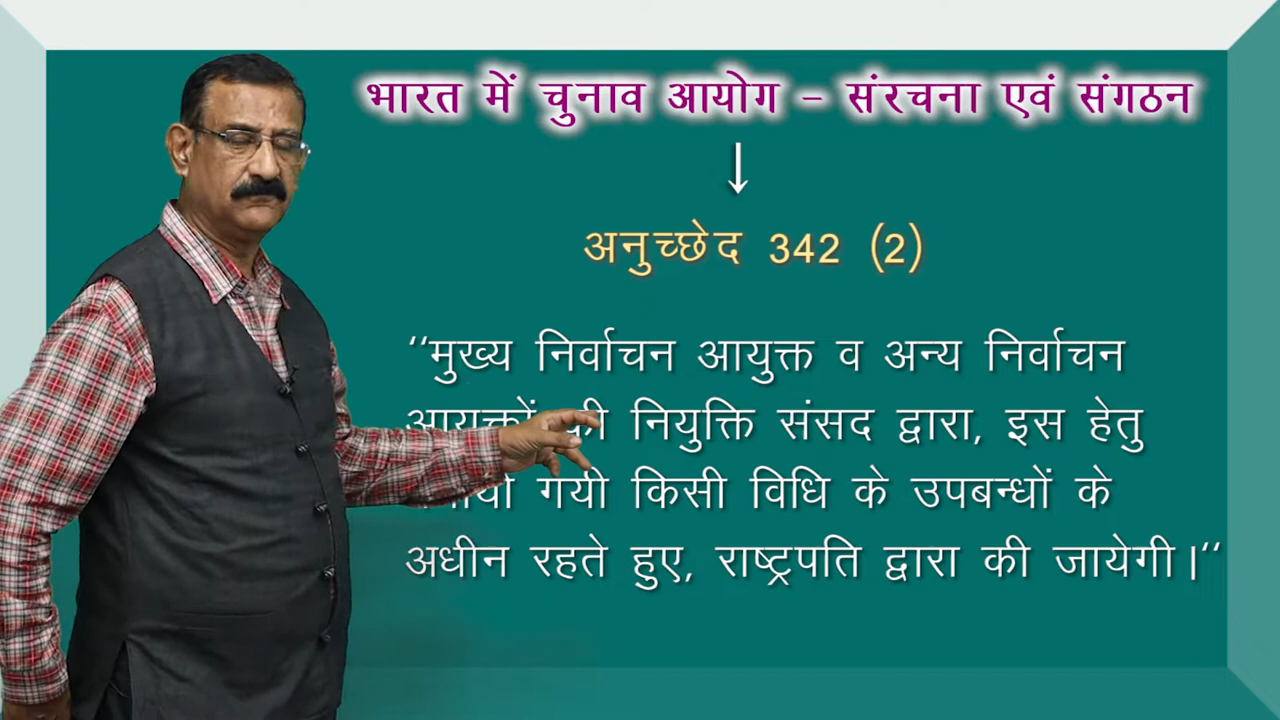 भारत में चुनाव आयोग – संरचना एवं संगठन
↓
अनुच्छेद 342 (2)
‘‘मुख्य निर्वाचन आयुक्त व अन्य निर्वाचन
की नियुक्ति संसद द्वारा, इस हेतु
गयी किसी विधि के उपबन्धों के
अधीन रहते हुए, राष्ट्रपति द्वारा की जायेगी।‘‘